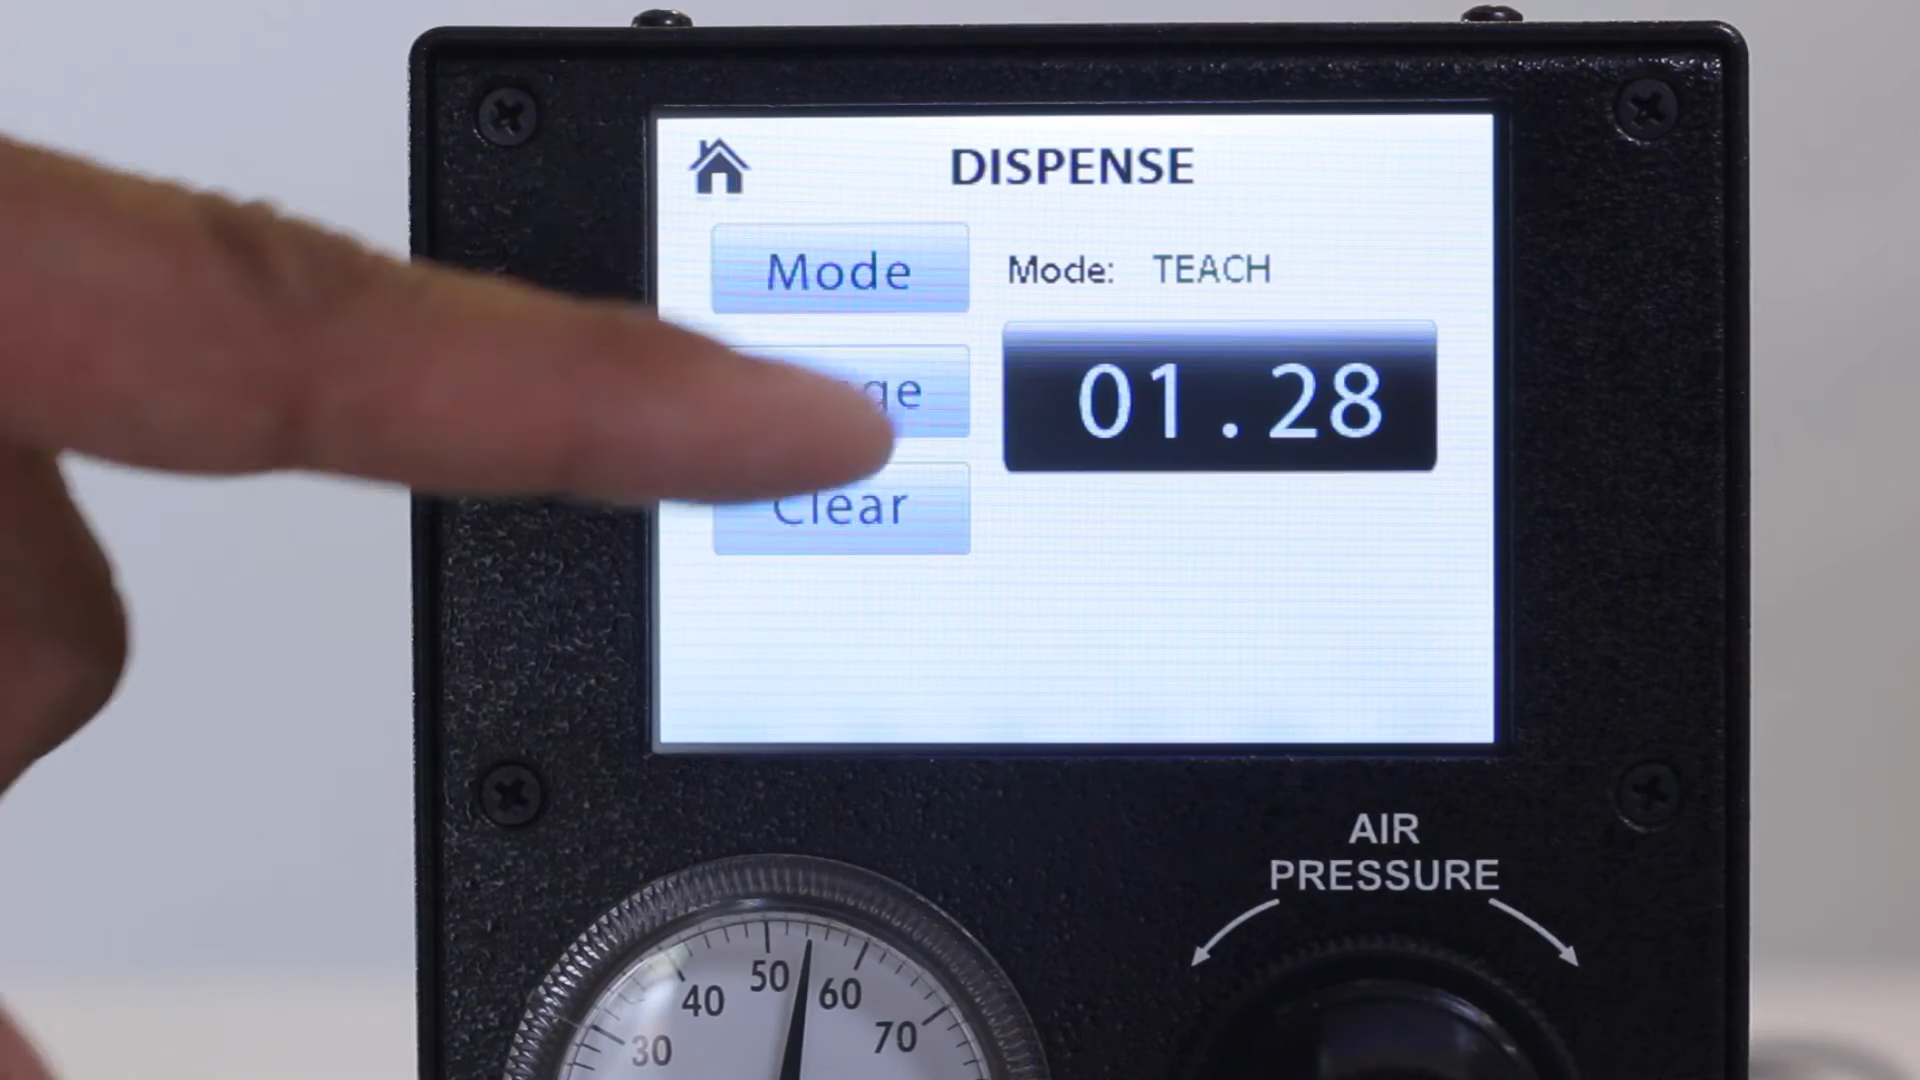 DISPENSE
Mode
Mode: TEACH
01.28
Clear
AIR
PRESSURE
30
40
50
60
70